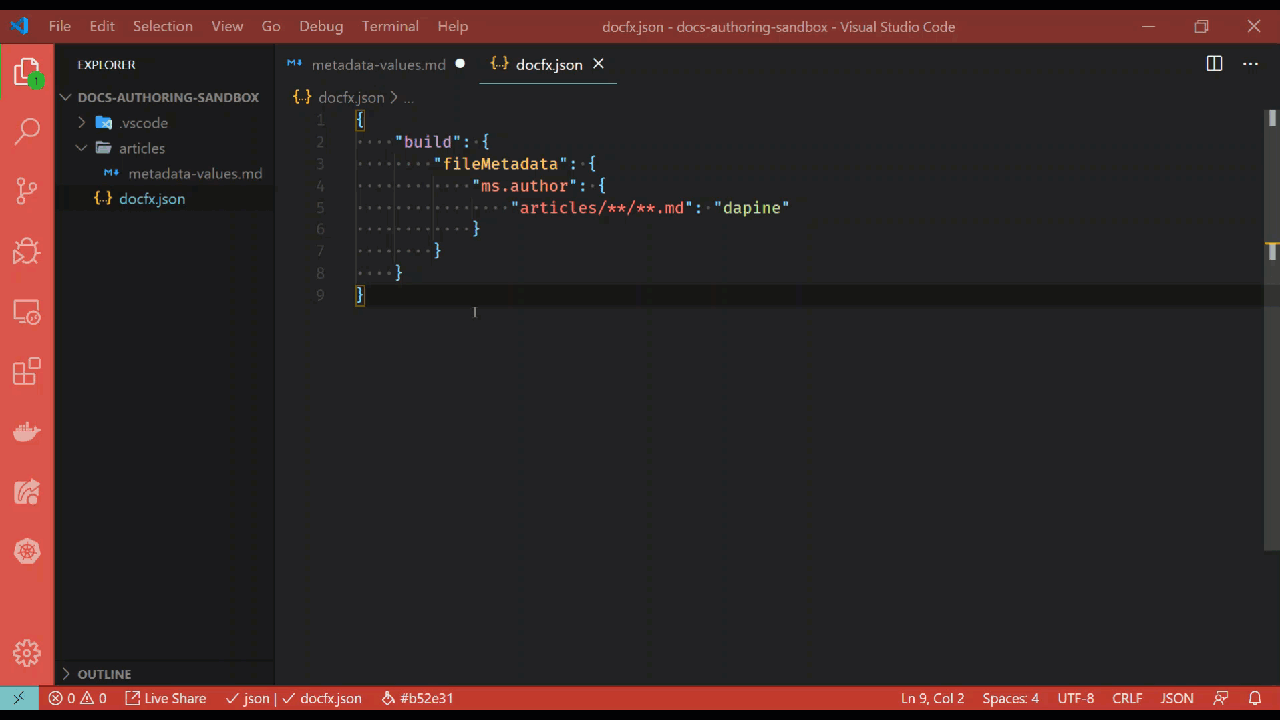 File Edit Selection View Go Debug Terminal Help docfx.json - docs-authoring-sandbox - Visual Studio Code
EXPLORER
metadata-values.md
docfx.json
DOCS-AUTHORING-SANDBOX
.vscode
articles
metadata-values.md
docfx.json
1
docfx.json > ...
1 {
2 "build": {
3 "fileMetadata": {
4 "ms.author": {
5 "articles/**/**.md": "dapine"
6 }
7 }
8 }
9 }
OUTLINE
0 0 Live Share json | docfx.json #b52e31 Ln 9, Col 2 Spaces: 4 UTF-8 CRLF JSON